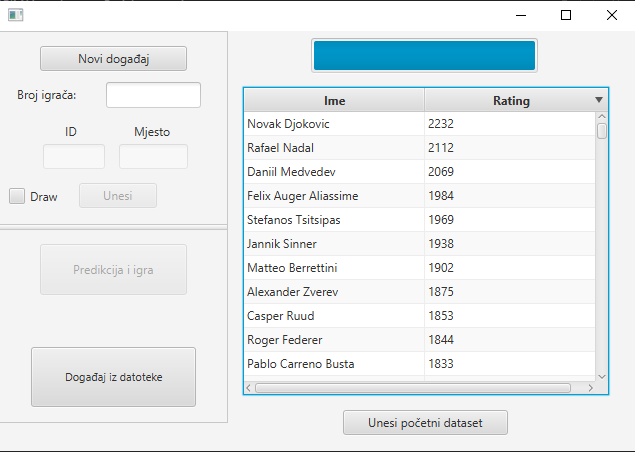 Novi događaj
Broj igrača:
ID Mjesto
Draw Unesi
Predikcija i igra
Događaj iz datoteke
Ime Rating
Novak Djokovic 2232
Rafael Nadal 2112
Daniil Medvedev 2069
Felix Auger Aliassime 1984
Stefanos Tsitsipas 1969
Jannik Sinner 1938
Matteo Berrettini 1902
Alexander Zverev 1875
Casper Ruud 1853
Roger Federer 1844
Pablo Carreno Busta 1833
Unesi početni dataset